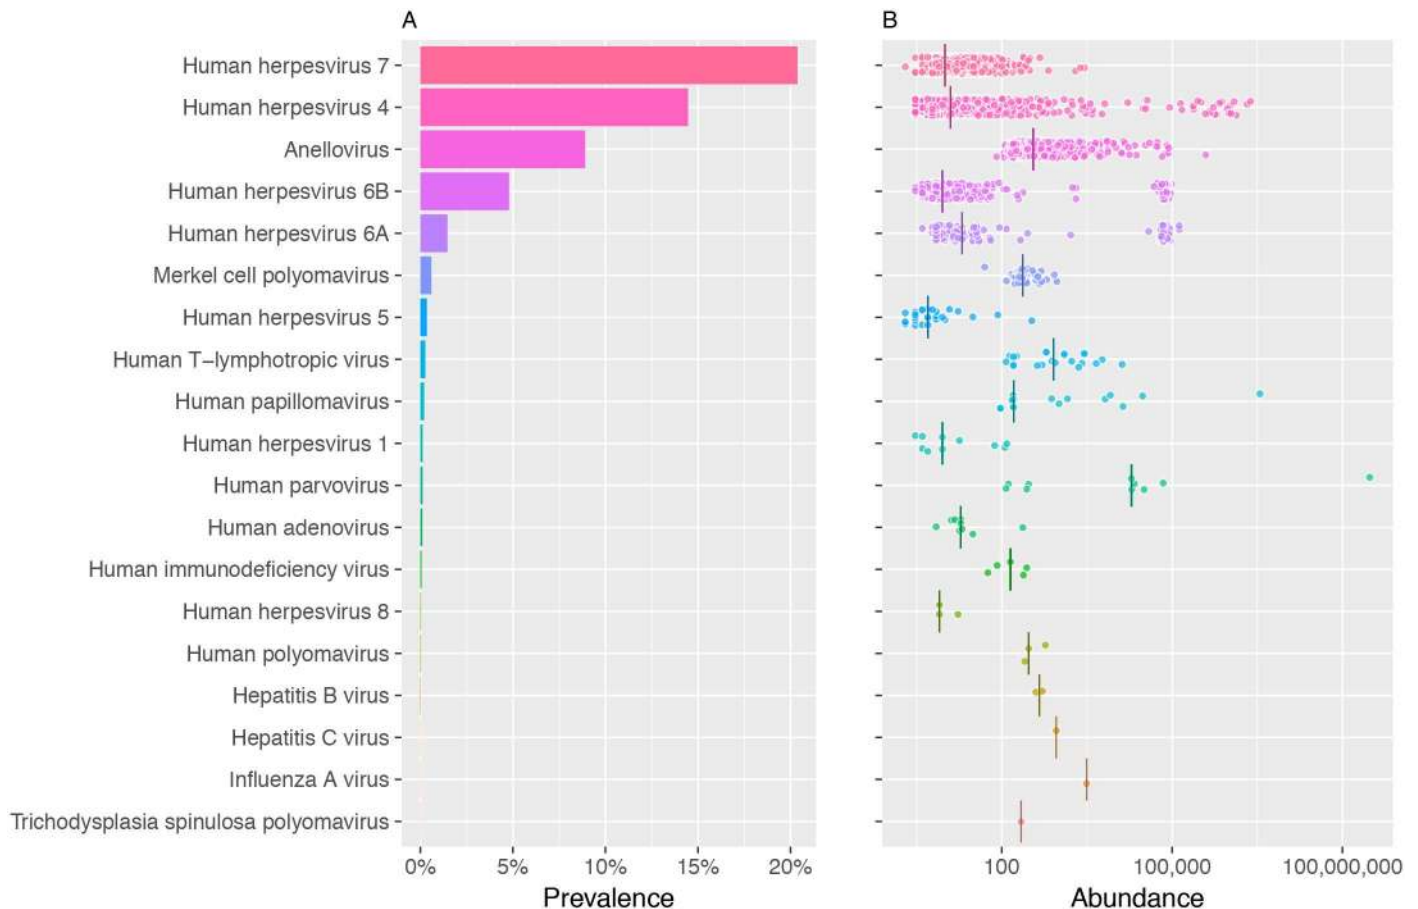 A
B
Human herpesvirus 7
Human herpesvirus 4
Anellovirus
Human herpesvirus 6B
Human herpesvirus 6A
Merkel cell polyomavirus
Human herpesvirus 5
Human T−lymphotropic virus
Human papillomavirus
Human herpesvirus 1
Human parvovirus
Human adenovirus
Human immunodeficiency virus
Human herpesvirus 8
Human polyomavirus
Hepatitis B virus
Hepatitis C virus
Influenza A virus
Trichodysplasia spinulosa polyomavirus
0% 5% 10% 15% 20%
100 100,000 100,000,000
Prevalence
Abundance